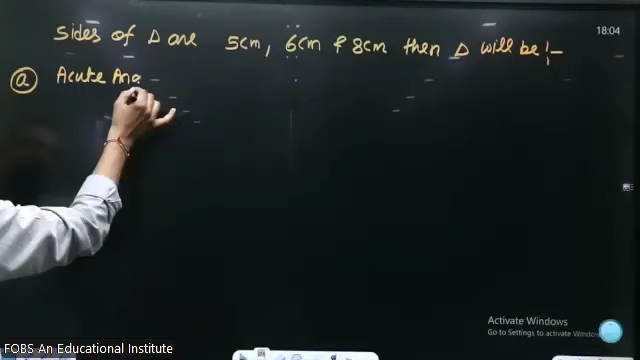 sides of Δ are 5cm, 6cm & 8cm then Δ will be :-
18:04
(a) Acute Ang
Activate Windows
Go to Settings to activate Windows
FOBS An Educational Institute